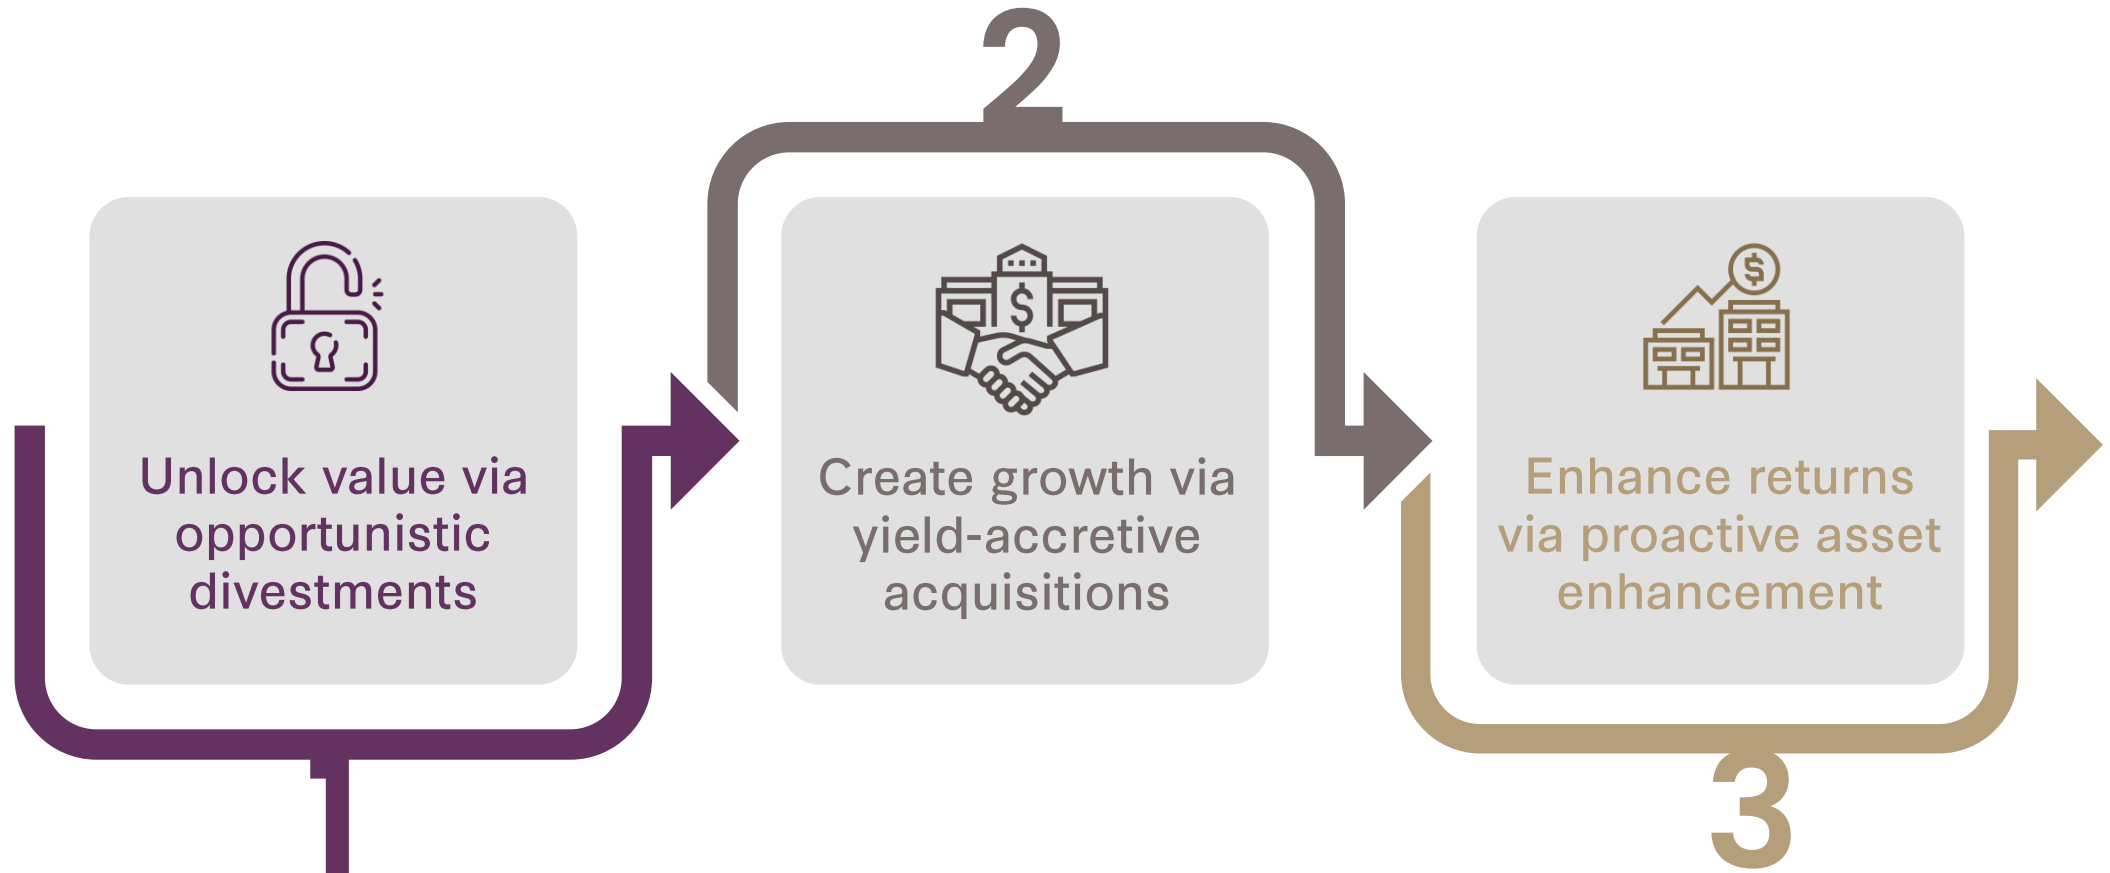 2
Unlock value via
opportunistic
divestments
Create growth via
yield-accretive
acquisitions
$
Enhance returns
via proactive asset
enhancement
$
1
3